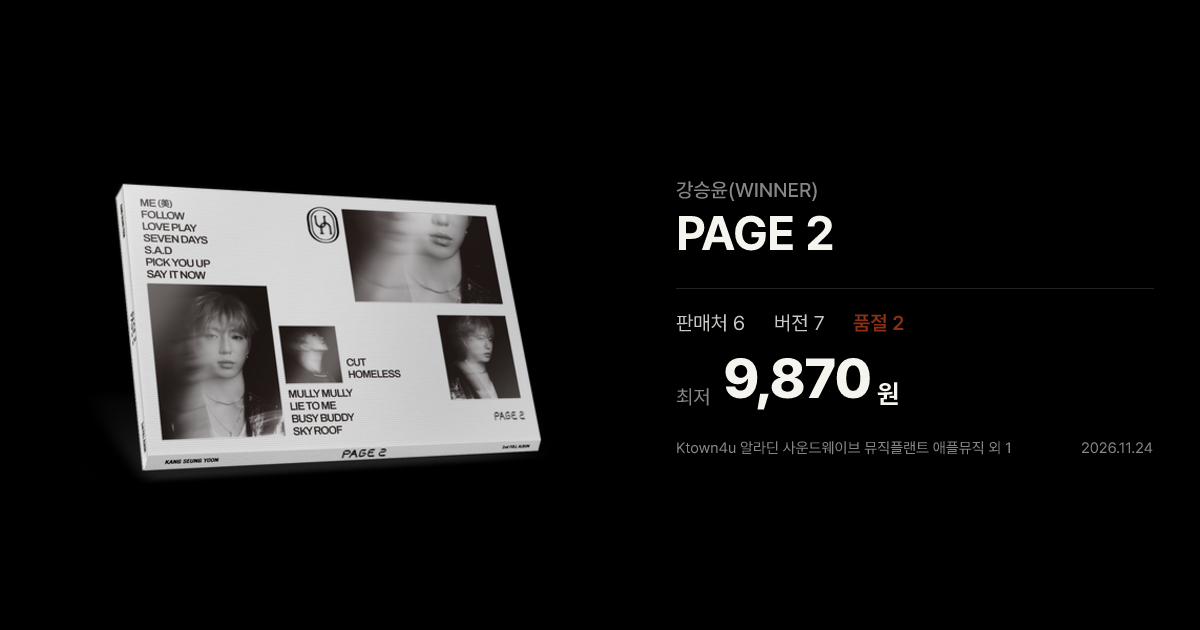 ME (美)
FOLLOW
LOVE PLAY
SEVEN DAYS
S.A.D
PICK YOU UP
SAY IT NOW
CUT
HOMELESS
MULLY MULLY
LIE TO ME
BUSY BUDDY
SKY ROOF
PAGE 2
KANG SEUNG YOON
PAGE 2
2nd FULL ALBUM
강승윤(WINNER)
PAGE 2
판매처 6 버전 7 품절 2
최저 9,870 원
Ktown4u 알라딘 사운드웨이브 뮤직플랜트 애플뮤직 외 1 2026.11.24